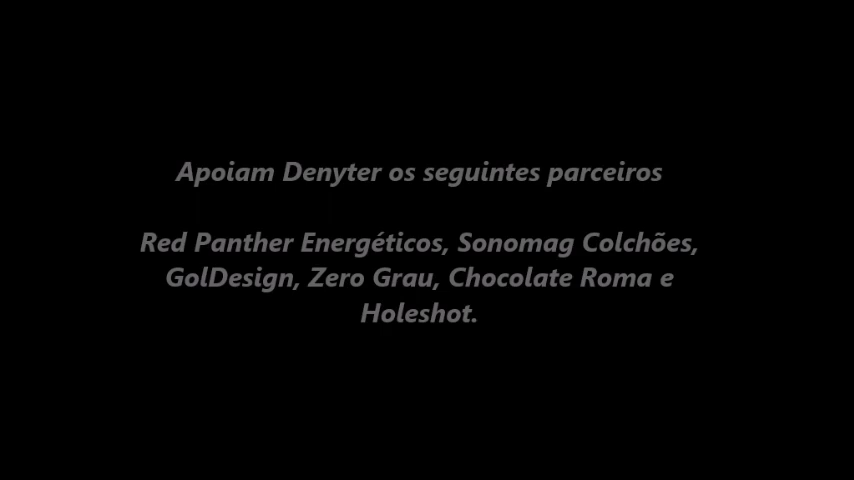 Apoiam Denyter os seguintes parceiros
Red Panther Energéticos, Sonomag Colchões,
GolDesign, Zero Grau, Chocolate Roma e
Holeshot.